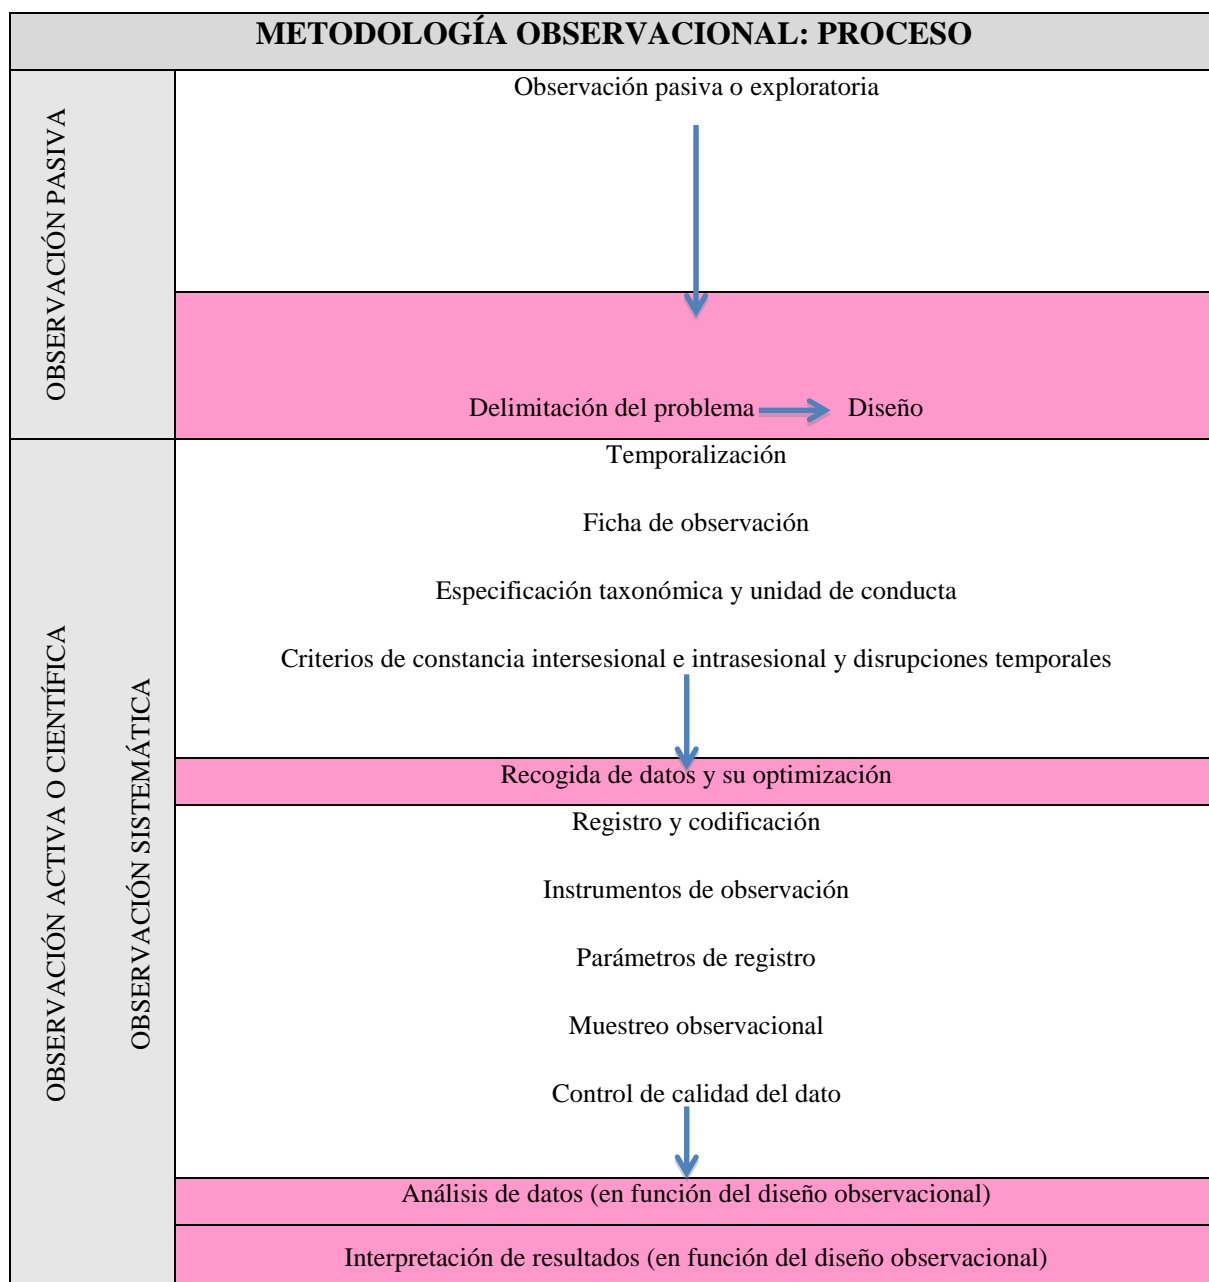 METODOLOGÍA OBSERVACIONAL: PROCESO
OBSERVACIÓN PASIVA
Observación pasiva o exploratoria
Delimitación del problema Diseño
OBSERVACIÓN ACTIVA O CIENTÍFICA
OBSERVACIÓN SISTEMÁTICA
Temporalización
Ficha de observación
Especificación taxonómica y unidad de conducta
Criterios de constancia intersesional e intrasesional y disrupciones temporales
Recogida de datos y su optimización
Registro y codificación
Instrumentos de observación
Parámetros de registro
Muestreo observacional
Control de calidad del dato
Análisis de datos (en función del diseño observacional)
Interpretación de resultados (en función del diseño observacional)